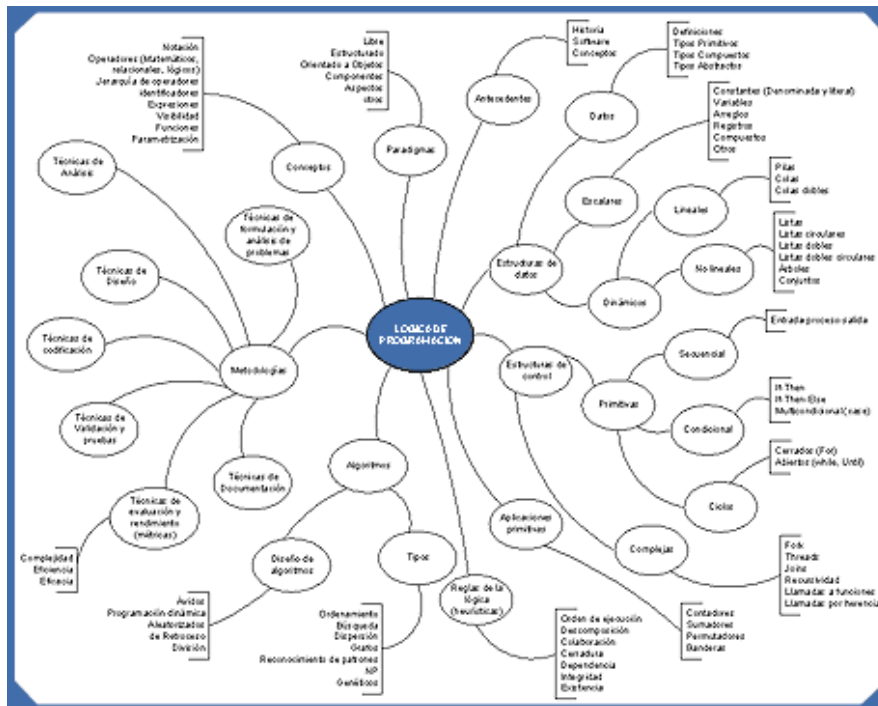 LOGICA DE
PROGRAMACION
Conceptos
Notación
Operadores (Matemáticos,
relacionales, lógicos)
Jerarquía de operadores
identificadores
Expresiones
Visibilidad
Funciones
Parametrización
Paradigmas
Libre
Estructurado
Orientado a Objetos
Componentes
Aspectos
otros
Antecedentes
Historia
Software
Conceptos
Estructuras de
datos
Datos
Definiciones
Tipos Primitivos
Tipos Compuestos
Tipos Abstractos
Escalares
Constantes (Denominada y literal)
Variables
Arreglos
Registros
Compuestos
Otros
Dinámicos
Lineales
Pilas
Colas
Colas dobles
No lineales
Listas
Listas circulares
Listas dobles
Listas dobles circulares
Árboles
Conjuntos
Estructuras de
control
Primitivas
Secuencial
Entrada proceso salida
Condicional
If Then
If Then Else
Multicondicional (case)
Ciclos
Cerrados (For)
Abiertos (while, Until)
Complejas
Fork
Threads
Joins
Recursividad
Llamadas a funciones
Llamadas por herencia
Aplicaciones
primitivas
Contadores
Sumadores
Permutadores
Banderas
Reglas de la
lógica
(heurísticas)
Orden de ejecución
Descomposición
Colaboración
Cerradura
Dependencia
Integridad
Existencia
Algoritmos
Tipos
Ordenamiento
Búsqueda
Dispersión
Grafos
Reconocimiento de patrones
NP
Genéticos
Diseño de
algoritmos
Avidos
Programación dinámica
Aleatorizados
de Retroceso
División
Metodologías
Técnicas de
formulación y
análisis de
problemas
Técnicas de
Análisis
Técnicas de
Diseño
Técnicas de
codificación
Técnicas de
Validación y
pruebas
Técnicas de
evaluación y
rendimiento
(métricas)
Complejidad
Eficiencia
Eficacia
Técnicas de
Documentación